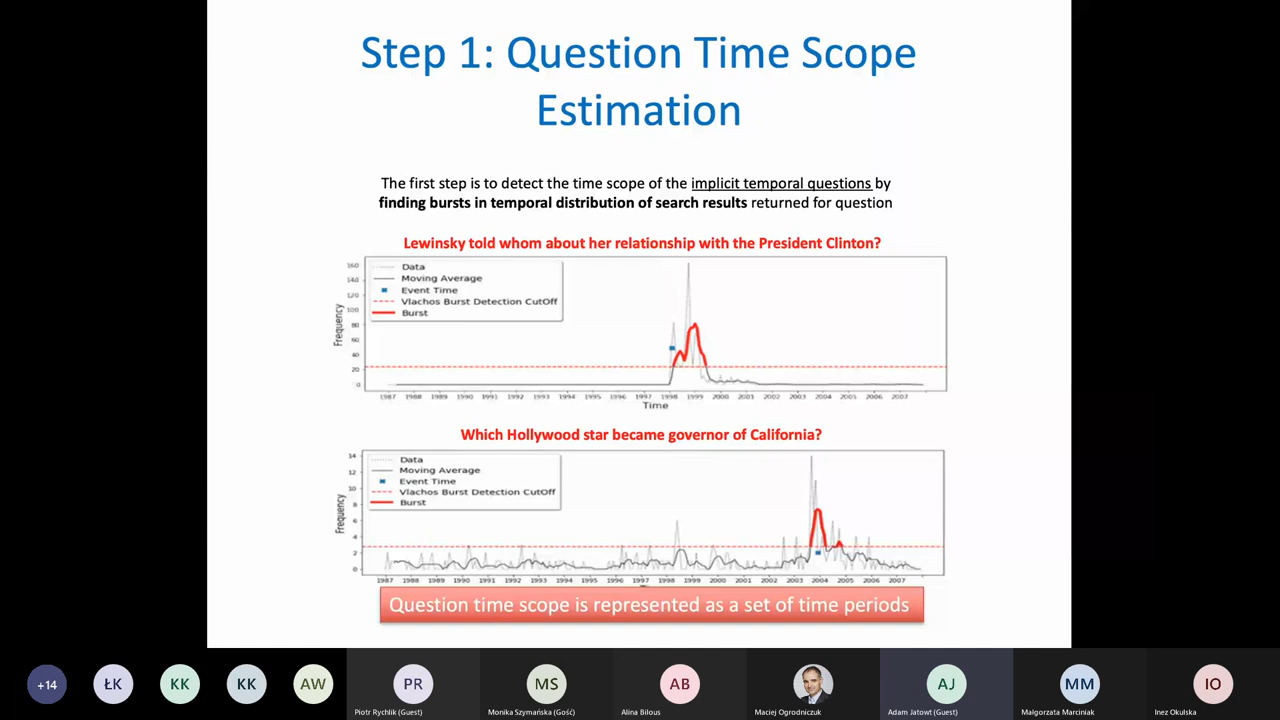 Step 1: Question Time Scope
Estimation
The first step is to detect the time scope of the implicit temporal questions by
finding bursts in temporal distribution of search results returned for question
Lewinsky told whom about her relationship with the President Clinton?
Data
Moving Average
Event Time
Vlachos Burst Detection CutOff
Burst
Frequency
160
140
120
100
80
60
40
20
0
1987 1988 1989 1990 1991 1992 1993 1994 1995 1996 1997 1998 1999 2000 2001 2002 2003 2004 2005 2006 2007
Time
Which Hollywood star became governor of California?
Data
Moving Average
Event Time
Vlachos Burst Detection CutOff
Burst
Frequency
14
12
10
8
6
4
2
0
1987 1988 1989 1990 1991 1992 1993 1994 1995 1996 1997 1998 1999 2000 2001 2002 2003 2004 2005 2006 2007
Question time scope is represented as a set of time periods
+14 ŁK KK KK AW PR MS AB AJ MM IO
Piotr Rychlik (Guest) Monika Szymańska (Gość) Alina Bilous Maciej Ogrodniczuk Adam Jatowt (Guest) Małgorzata Marciniak Inez Okulska